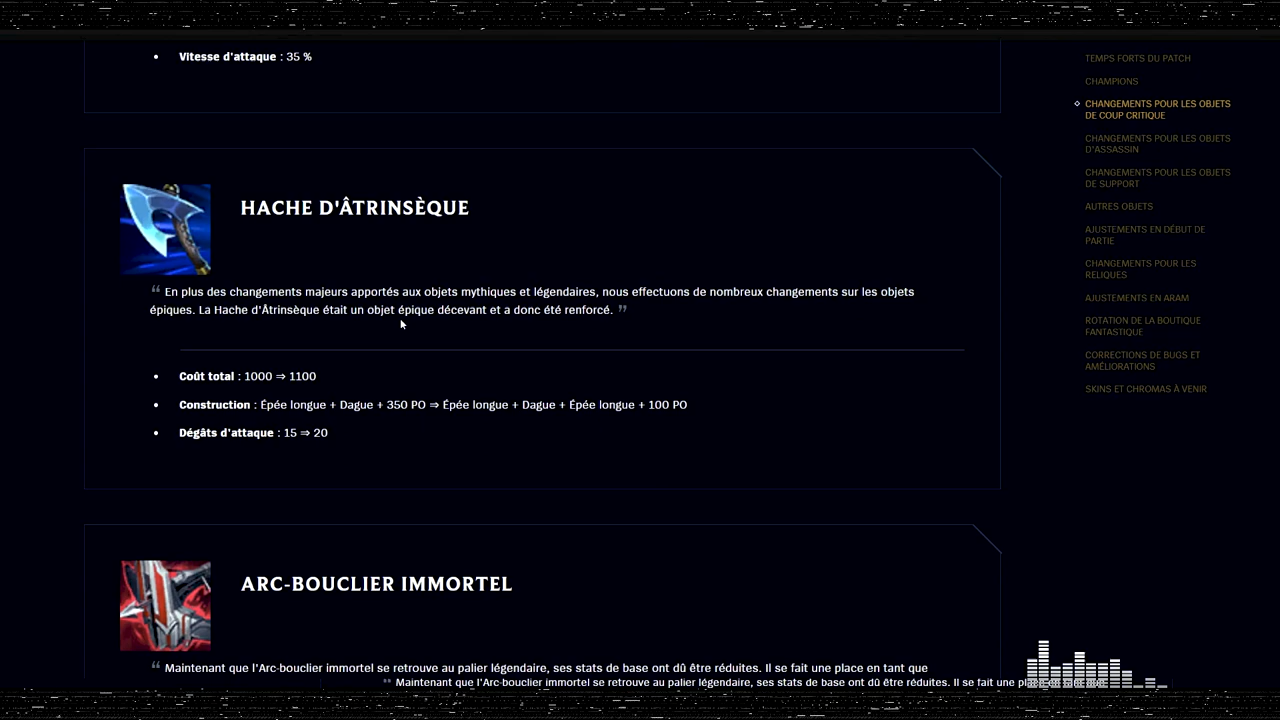 Vitesse d'attaque : 35 %
HACHE D'ÂTRINSÈQUE
“ En plus des changements majeurs apportés aux objets mythiques et légendaires, nous effectuons de nombreux changements sur les objets
épiques. La Hache d'Âtrinsèque était un objet épique décevant et a donc été renforcé. ”
Coût total : 1000 ⇒ 1100
Construction : Épée longue + Dague + 350 PO ⇒ Épée longue + Dague + Épée longue + 100 PO
Dégâts d'attaque : 15 ⇒ 20
ARC-BOUCLIER IMMORTEL
“ Maintenant que l'Arc-bouclier immortel se retrouve au palier légendaire, ses stats de base ont dû être réduites. Il se fait une place en tant que
“ Maintenant que l'Arc-bouclier immortel se retrouve au palier légendaire, ses stats de base ont dû être réduites. Il se fait une place en tant que
TEMPS FORTS DU PATCH
CHAMPIONS
CHANGEMENTS POUR LES OBJETS
DE COUP CRITIQUE
CHANGEMENTS POUR LES OBJETS
D'ASSASSIN
CHANGEMENTS POUR LES OBJETS
DE SUPPORT
AUTRES OBJETS
AJUSTEMENTS EN DÉBUT DE
PARTIE
CHANGEMENTS POUR LES
RELIQUES
AJUSTEMENTS EN ARAM
ROTATION DE LA BOUTIQUE
FANTASTIQUE
CORRECTIONS DE BUGS ET
AMÉLIORATIONS
SKINS ET CHROMAS À VENIR